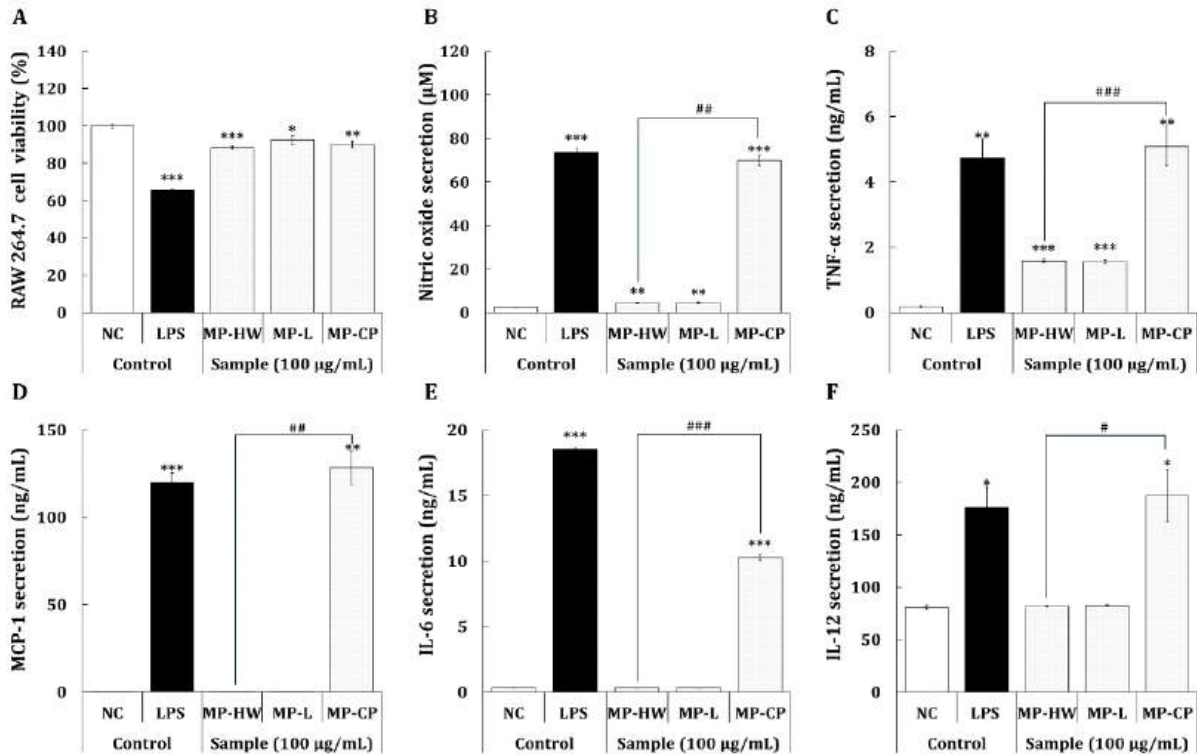 A
RAW 264.7 cell viability (%)
140
120
100
80
60
40
20
0
***
***
*
**
NC LPS MP-HW MP-L MP-CP
Control Sample (100 µg/mL)
B
Nitric oxide secretion (µM)
120
100
80
60
40
20
0
##
***
**
**
***
NC LPS MP-HW MP-L MP-CP
Control Sample (100 µg/mL)
C
TNF-α secretion (ng/mL)
8
6
4
2
0
###
**
***
***
**
NC LPS MP-HW MP-L MP-CP
Control Sample (100 µg/mL)
D
MCP-1 secretion (ng/mL)
150
100
50
0
##
***
**
NC LPS MP-HW MP-L MP-CP
Control Sample (100 µg/mL)
E
IL-6 secretion (ng/mL)
20
15
10
5
0
***
###
***
NC LPS MP-HW MP-L MP-CP
Control Sample (100 µg/mL)
F
IL-12 secretion (ng/mL)
250
200
150
100
50
0
#
*
*
NC LPS MP-HW MP-L MP-CP
Control Sample (100 µg/mL)